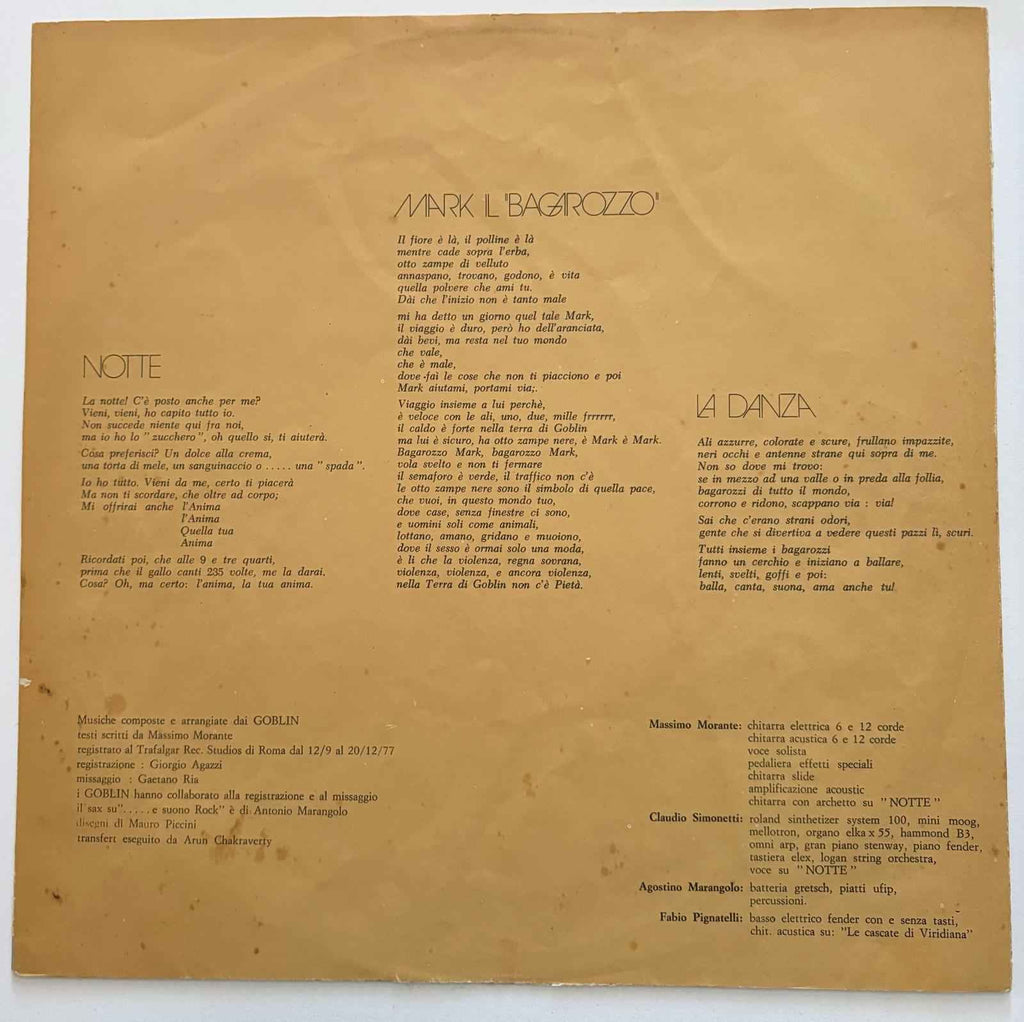 NOTTE
La notte! C'è posto anche per me?
Vieni, vieni, ho capito tutto io.
Non succede niente qui fra noi,
ma io ho lo " zucchero ", oh quello si, ti aiuterà.
Cosa preferisci? Un dolce alla crema,
una torta di mele, un sanguinaccio o ..... una " spada ".
Io ho tutto. Vieni da me, certo ti piacerà
Ma non ti scordare, che oltre ad corpo;
Mi offrirai anche l'Anima
l'Anima
Quella tua
Anima
Ricordati poi, che alle 9 e tre quarti,
prima che il gallo canti 235 volte, me la darai.
Cosa? Oh, ma certo: l'anima, la tua anima.
MARK IL "BAGAROZZO"
Il fiore è là, il polline è là
mentre cade sopra l'erba,
otto zampe di velluto
annaspano, trovano, godono, è vita
quella polvere che ami tu.
Dài che l'inizio non è tanto male
mi ha detto un giorno quel tale Mark,
il viaggio è duro, però ho dell'aranciata,
dài bevi, ma resta nel tuo mondo
che vale,
che è male,
dove fai le cose che non ti piacciono e poi
Mark aiutami, portami via;.
Viaggio insieme a lui perchè,
è veloce con le ali, uno, due, mille frrrrrr,
il caldo è forte nella terra di Goblin
ma lui è sicuro, ha otto zampe nere, è Mark è Mark.
Bagarozzo Mark, bagarozzo Mark,
vola svelto e non ti fermare
il semaforo è verde, il traffico non c'è
le otto zampe nere sono il simbolo di quella pace,
che vuoi, in questo mondo tuo,
dove case, senza finestre ci sono,
e uomini soli come animali,
lottano, amano, gridano e muoiono,
dove il sesso è ormai solo una moda,
è lì che la violenza, regna sovrana,
violenza, violenza, e ancora violenza,
nella Terra di Goblin non c'è Pietà.
LA DANZA
Ali azzurre, colorate e scure, frullano impazzite,
neri occhi e antenne strane qui sopra di me.
Non so dove mi trovo:
se in mezzo ad una valle o in preda alla follia,
bagarozzi di tutto il mondo,
corrono e ridono, scappano via : via!
Sai che c'erano strani odori,
gente che si divertiva a vedere questi pazzi lì, scuri.
Tutti insieme i bagarozzi
fanno un cerchio e iniziano a ballare,
lenti, svelti, goffi e poi:
balla, canta, suona, ama anche tu!
Musiche composte e arrangiate dai GOBLIN
testi scritti da Massimo Morante
registrato al Trafalgar Rec. Studios di Roma dal 12/9 al 20/12/77
registrazione : Giorgio Agazzi
missaggio : Gaetano Ria
i GOBLIN hanno collaborato alla registrazione e al missaggio
il sax su".....e suono Rock" è di Antonio Marangolo
disegni dI Mauro Piccini
transfert eseguito da Arun Chakraverty
Massimo Morante: chitarra elettrica 6 e 12 corde
chitarra acustica 6 e 12 corde
voce solista
pedaliera effetti speciali
chitarra slide
amplificazione acoustic
chitarra con archetto su " NOTTE "
Claudio Simonetti: roland sinthetizer system 100, mini moog,
mellotron, organo elka x 55, hammond B3,
omni arp, gran piano stenway, piano fender,
tastiera elex, logan string orchestra,
voce su " NOTTE "
Agostino Marangolo: batteria gretsch, piatti ufip,
percussioni.
Fabio Pignatelli: basso elettrico fender con e senza tasti,
chit. acustica su: "Le cascate di Viridiana"